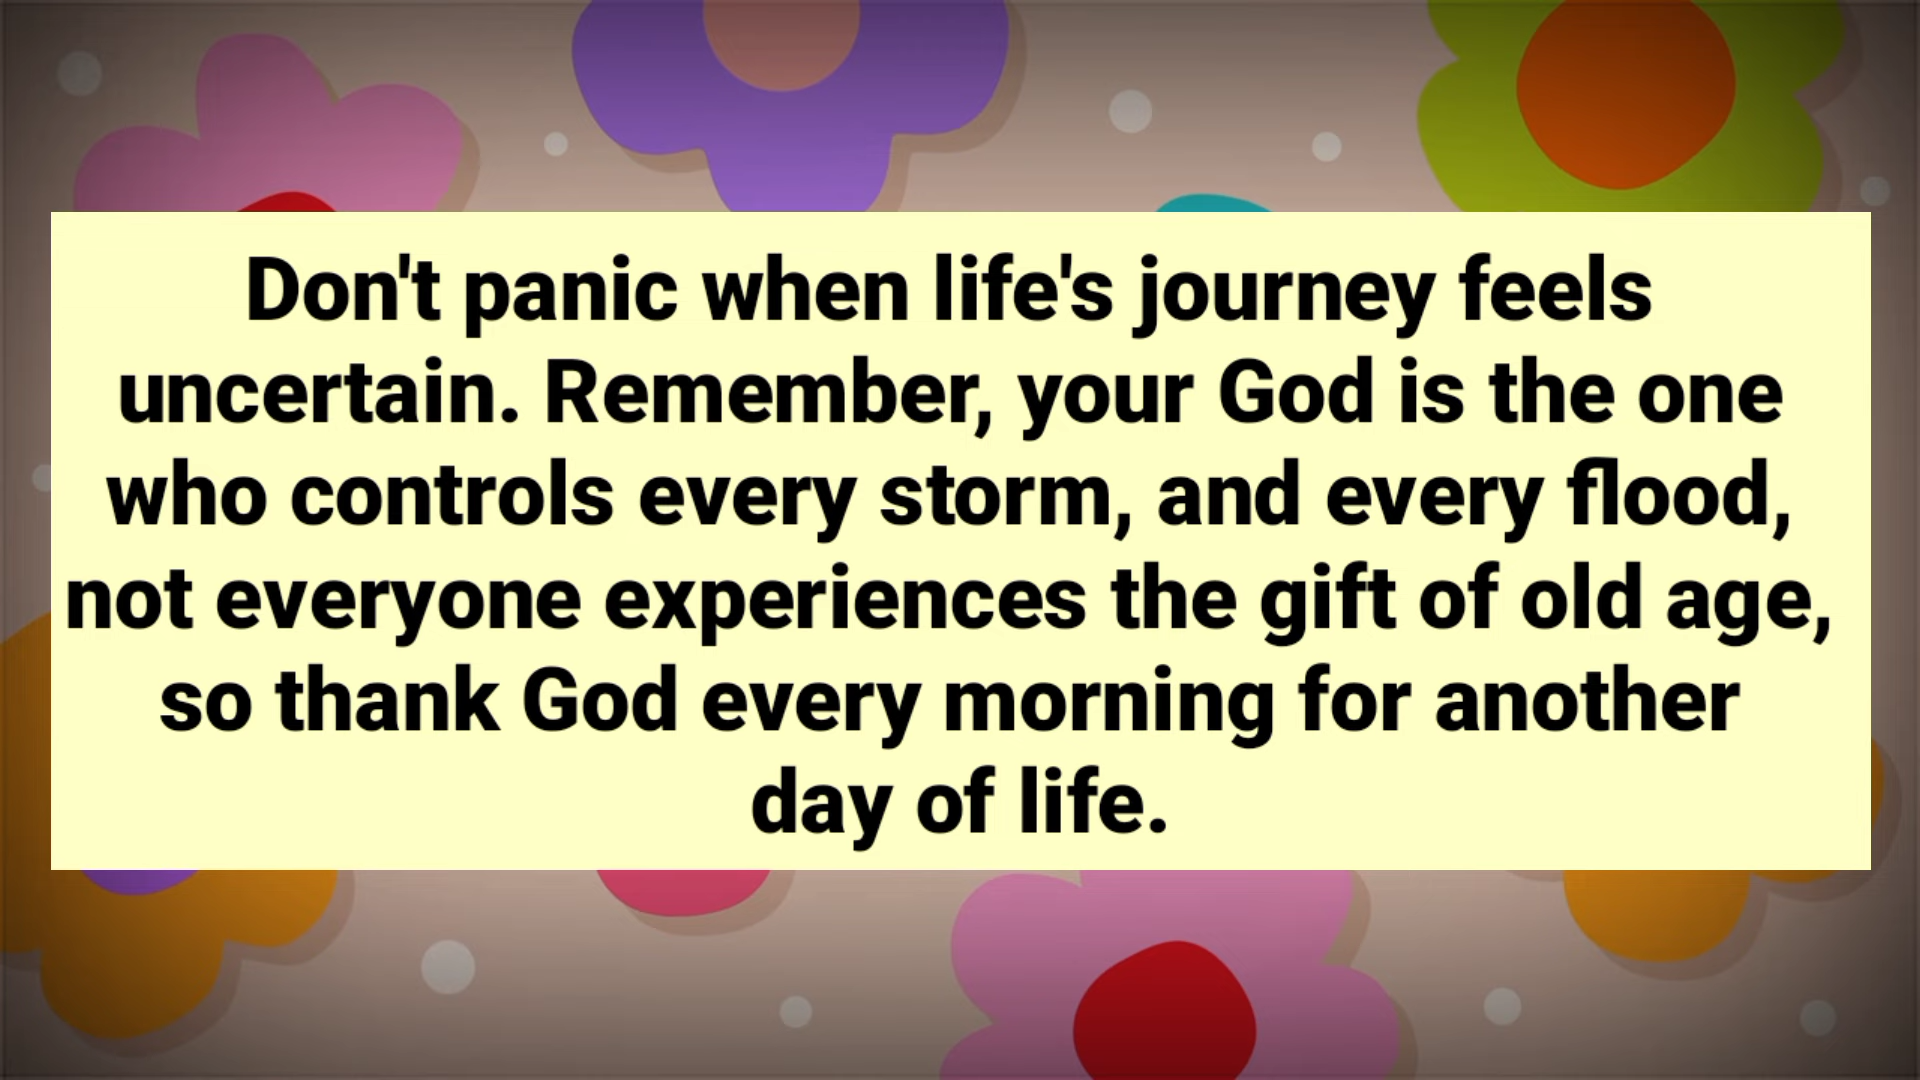 Don't panic when life's journey feels
uncertain. Remember, your God is the one
who controls every storm, and every flood,
not everyone experiences the gift of old age,
so thank God every morning for another
day of life.